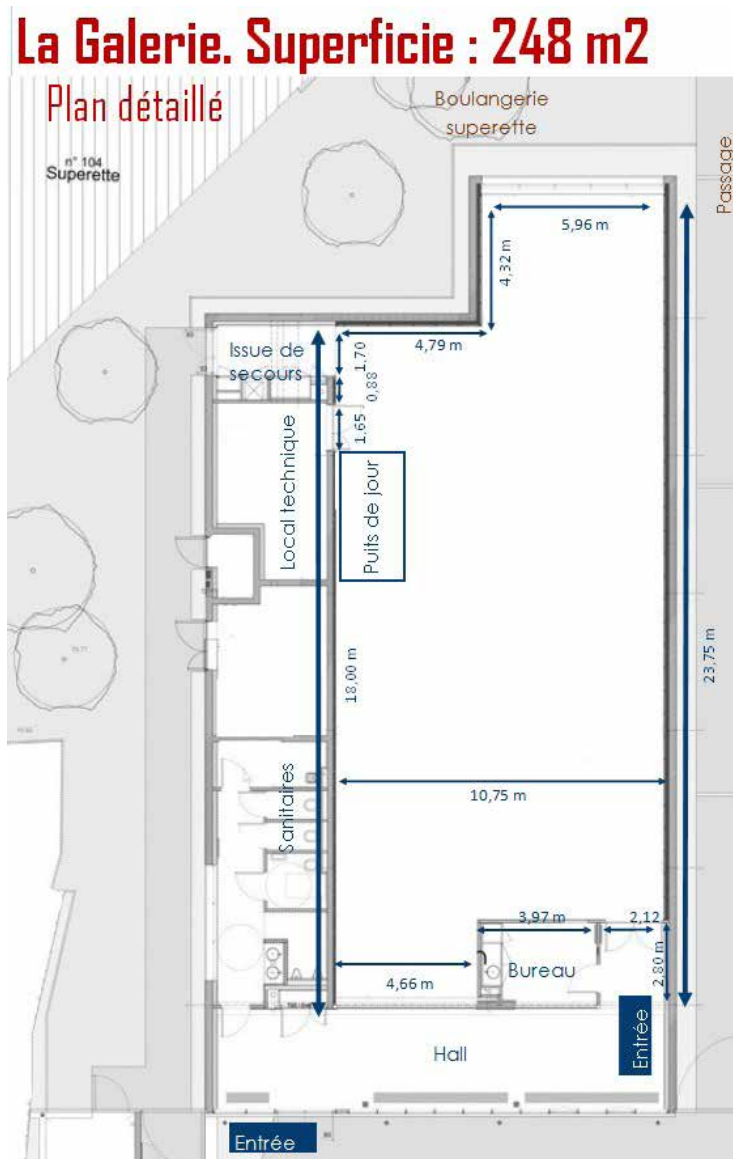 La Galerie. Superficie : 248 m2
Plan détaillé
Boulangerie
superette
n° 104
Superette
Passage
5,96 m
4,32 m
Issue de
secours
1,70
4,79 m
0,88
1,65
Local technique
Puits de jour
18,00 m
23,75 m
10,75 m
Sanitaires
3,97 m
2,12
4,66 m
Bureau
2,80 m
Hall
Entrée
Entrée